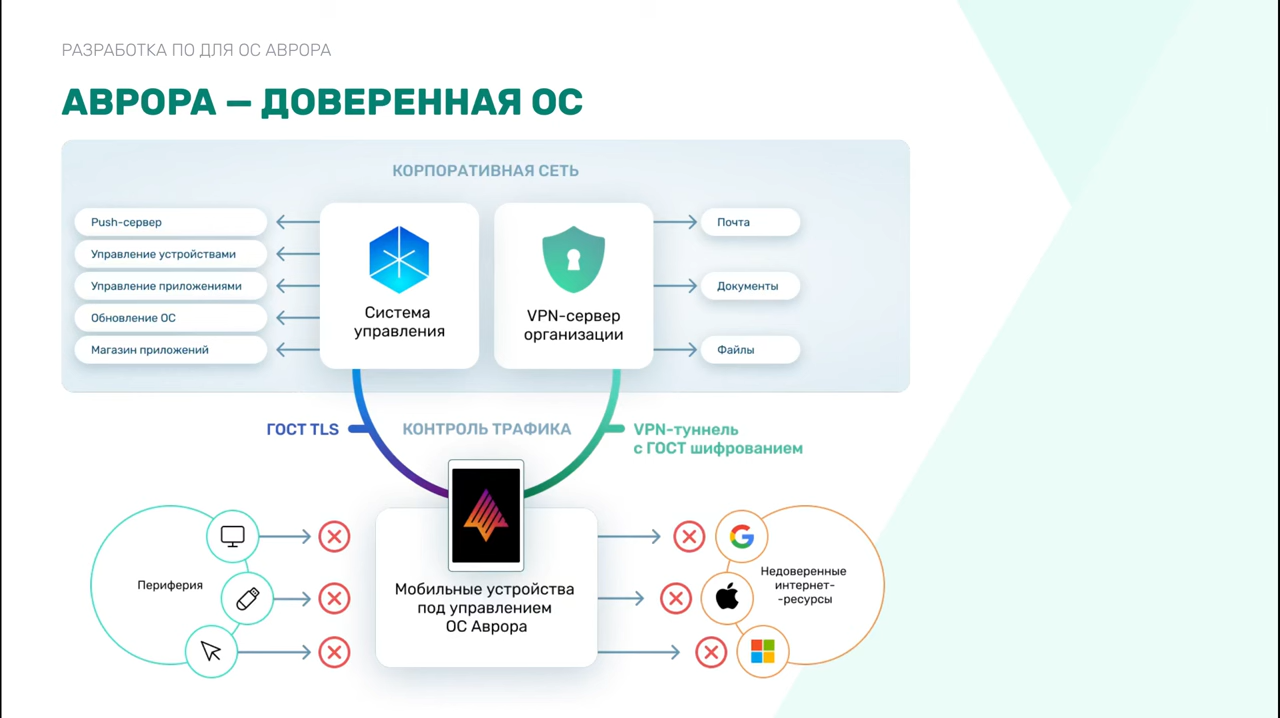 РАЗРАБОТКА ПО ДЛЯ ОС АВРОРА
АВРОРА — ДОВЕРЕННАЯ ОС
КОРПОРАТИВНАЯ СЕТЬ
Push-сервер
Управление устройствами
Управление приложениями
Обновление ОС
Магазин приложений
Система
управления
VPN-сервер
организации
Почта
Документы
Файлы
ГОСТ TLS
КОНТРОЛЬ ТРАФИКА
VPN-туннель
с ГОСТ шифрованием
Периферия
Мобильные устройства
под управлением
ОС Аврора
Недоверенные
интернет-
-ресурсы